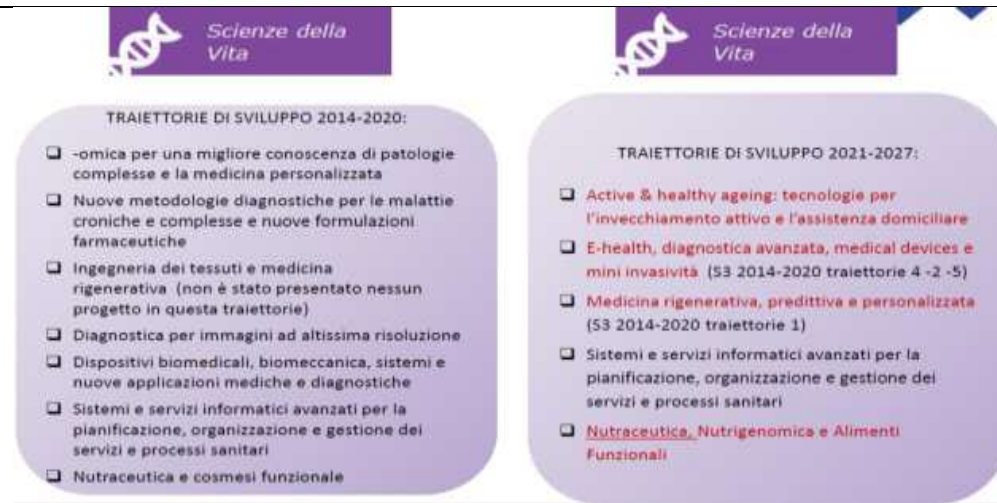 Scienze della
Vita
TRAIETTORIE DI SVILUPPO 2014-2020:
-omica per una migliore conoscenza di patologie
complesse e la medicina personalizzata
Nuove metodologie diagnostiche per le malattie
croniche e complesse e nuove formulazioni
farmaceutiche
Ingegneria dei tessuti e medicina
rigenerativa (non è stato presentato nessun
progetto in questa traiettorie)
Diagnostica per immagini ad altissima risoluzione
Dispositivi biomedicali, biomeccanica, sistemi e
nuove applicazioni mediche e diagnostiche
Sistemi e servizi informatici avanzati per la
pianificazione, organizzazione e gestione dei
servizi e processi sanitari
Nutraceutica e cosmesi funzionale
Scienze della
Vita
TRAIETTORIE DI SVILUPPO 2021-2027:
Active & healthy ageing: tecnologie per
l'invecchiamento attivo e l'assistenza domiciliare
E-health, diagnostica avanzata, medical devices e
mini invasività (S3 2014-2020 traiettorie 4 -2 -5)
Medicina rigenerativa, predittiva e personalizzata
(S3 2014-2020 traiettorie 1)
Sistemi e servizi informatici avanzati per la
pianificazione, organizzazione e gestione dei
servizi e processi sanitari
Nutraceutica, Nutrigenomica e Alimenti
Funzionali